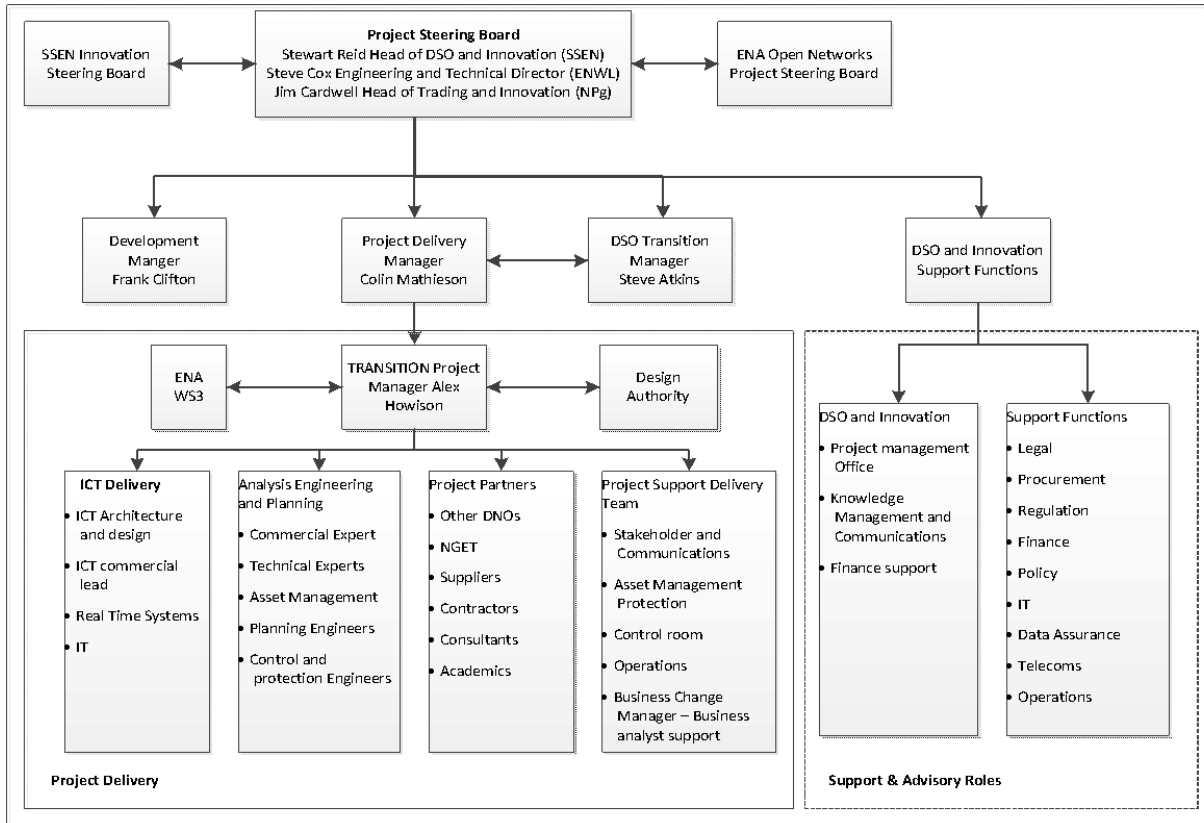 SSEN Innovation
Steering Board
Project Steering Board
Stewart Reid Head of DSO and Innovation (SSEN)
Steve Cox Engineering and Technical Director (ENWL)
Jim Cardwell Head of Trading and Innovation (NPg)
ENA Open Networks
Project Steering Board
Development
Manger
Frank Clifton
Project Delivery
Manager
Colin Mathieson
DSO Transition
Manager
Steve Atkins
DSO and Innovation
Support Functions
ENA
WS3
TRANSITION Project
Manager Alex
Howison
Design
Authority
ICT Delivery
• ICT Architecture
and design
• ICT commercial
lead
• Real Time Systems
• IT
Analysis Engineering
and Planning
• Commercial Expert
• Technical Experts
• Asset Management
• Planning Engineers
• Control and
protection Engineers
Project Partners
• Other DNOs
• NGET
• Suppliers
• Contractors
• Consultants
• Academics
Project Support Delivery
Team
• Stakeholder and
Communications
• Asset Management
Protection
• Control room
• Operations
• Business Change
Manager – Business
analyst support
Project Delivery
DSO and Innovation
• Project management
Office
• Knowledge
Management and
Communications
• Finance support
Support Functions
• Legal
• Procurement
• Regulation
• Finance
• Policy
• IT
• Data Assurance
• Telecoms
• Operations
Support & Advisory Roles